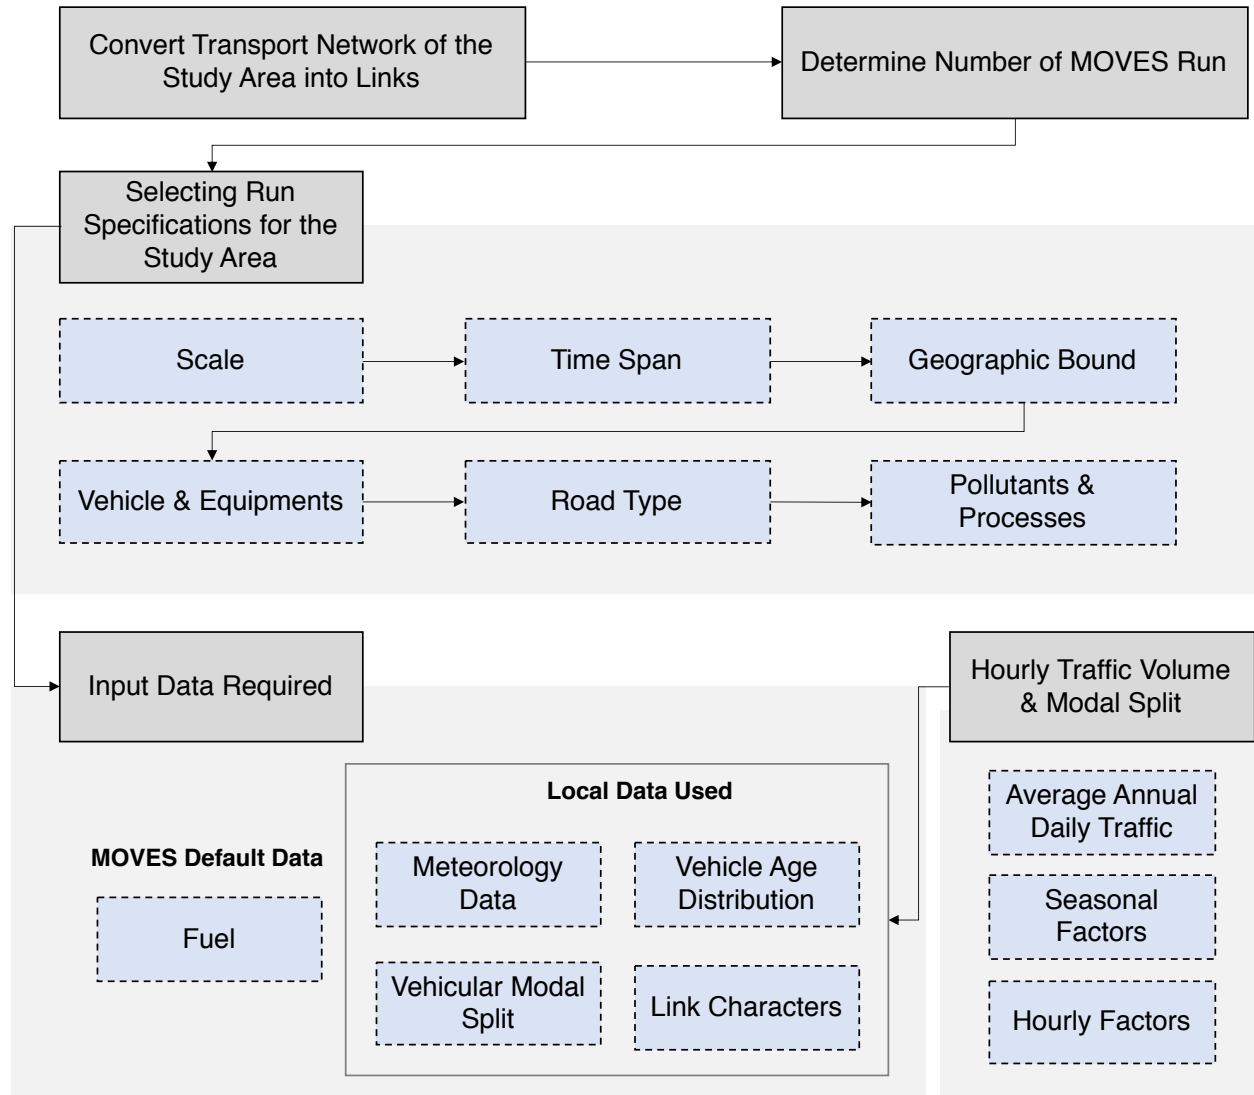 Convert Transport Network of the
Study Area into Links
Determine Number of MOVES Run
Selecting Run
Specifications for the
Study Area
Scale
Time Span
Geographic Bound
Vehicle & Equipments
Road Type
Pollutants &
Processes
Input Data Required
Hourly Traffic Volume
& Modal Split
MOVES Default Data
Fuel
Local Data Used
Meteorology
Data
Vehicle Age
Distribution
Vehicular Modal
Split
Link Characters
Average Annual
Daily Traffic
Seasonal
Factors
Hourly Factors